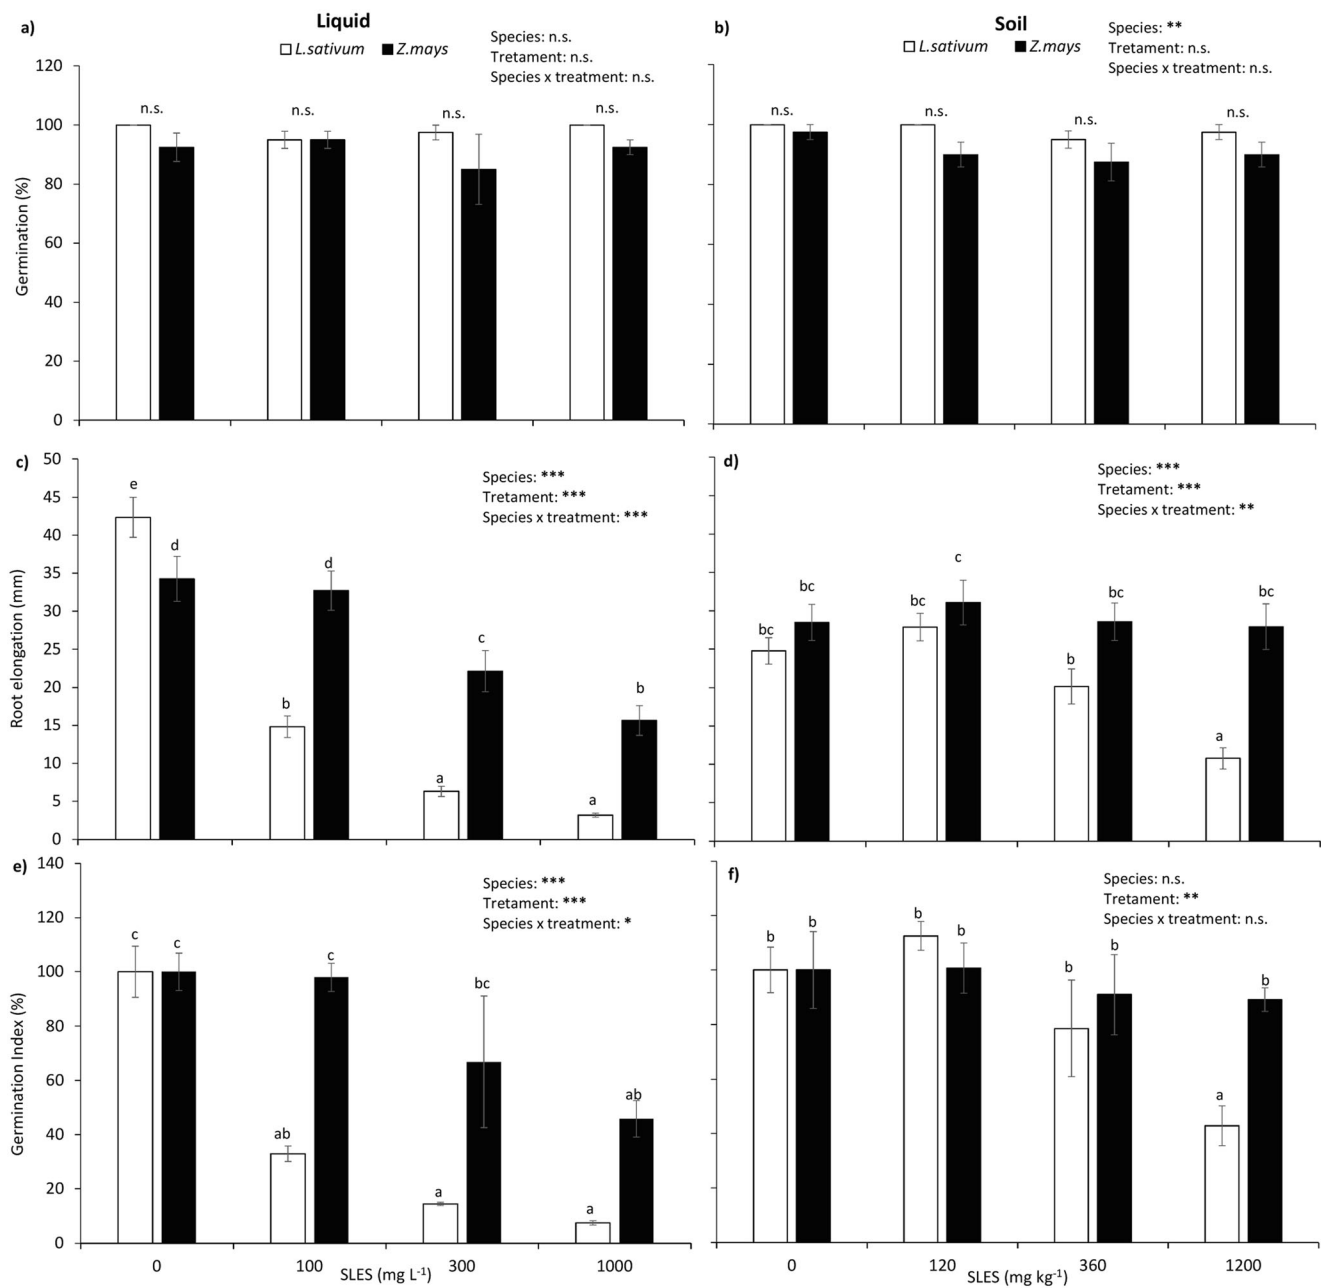 a)
Liquid
L.sativum Z.mays
Species: n.s.
Tretament: n.s.
Species x treatment: n.s.
120
100
80
60
40
20
0
Germination (%)
n.s. n.s. n.s. n.s.
b)
Soil
L.sativum Z.mays
Species: **
Tretament: n.s.
Species x treatment: n.s.
n.s. n.s. n.s. n.s.
c)
Species: ***
Tretament: ***
Species x treatment: ***
50
45
40
35
30
25
20
15
10
5
0
Root elongation (mm)
e d b d a c a b
d)
Species: ***
Tretament: ***
Species x treatment: **
bc bc bc c b bc a bc
e)
Species: ***
Tretament: ***
Species x treatment: *
140
120
100
80
60
40
20
0
Germination Index (%)
c c ab c a bc a ab
0 100 300 1000
SLES (mg L-1)
f)
Species: n.s.
Tretament: **
Species x treatment: n.s.
b b b b b b a b
0 120 360 1200
SLES (mg kg-1)